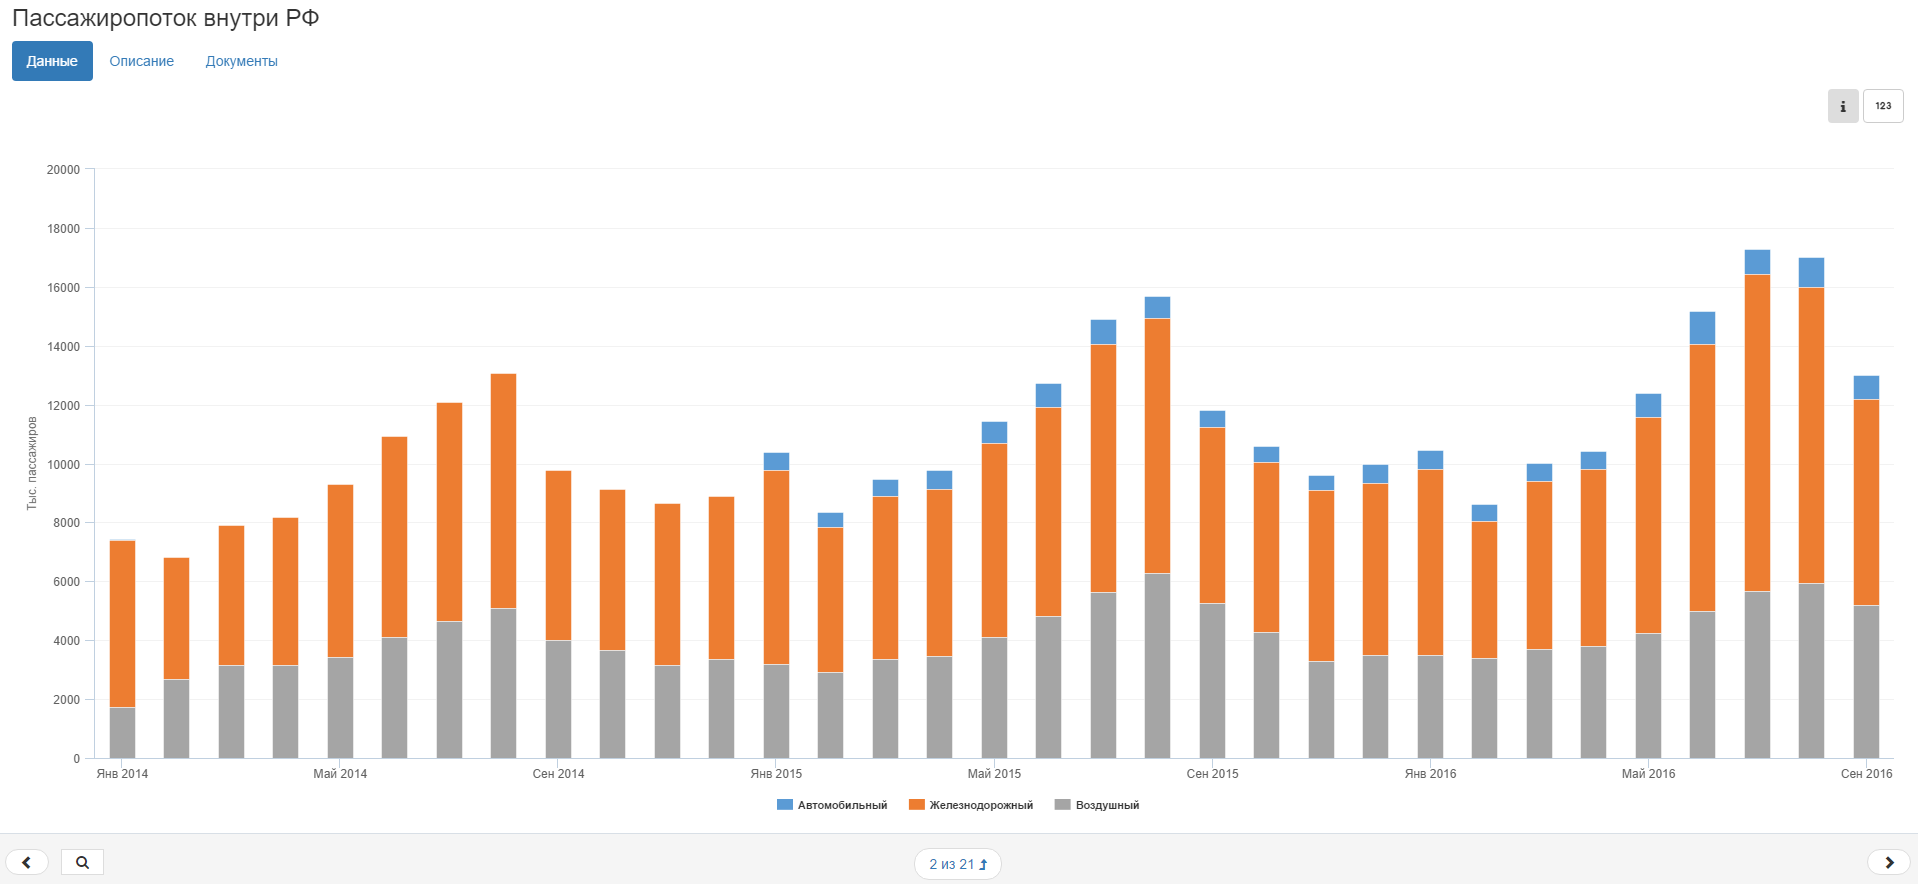 Пассажиропоток внутри РФ
Данные Описание Документы
i 123
20000
18000
16000
14000
12000
10000
8000
6000
4000
2000
0
Тыс. пассажиров
Янв 2014 Май 2014 Сен 2014 Янв 2015 Май 2015 Сен 2015 Янв 2016 Май 2016 Сен 2016
Автомобильный Железнодорожный Воздушный
2 из 21